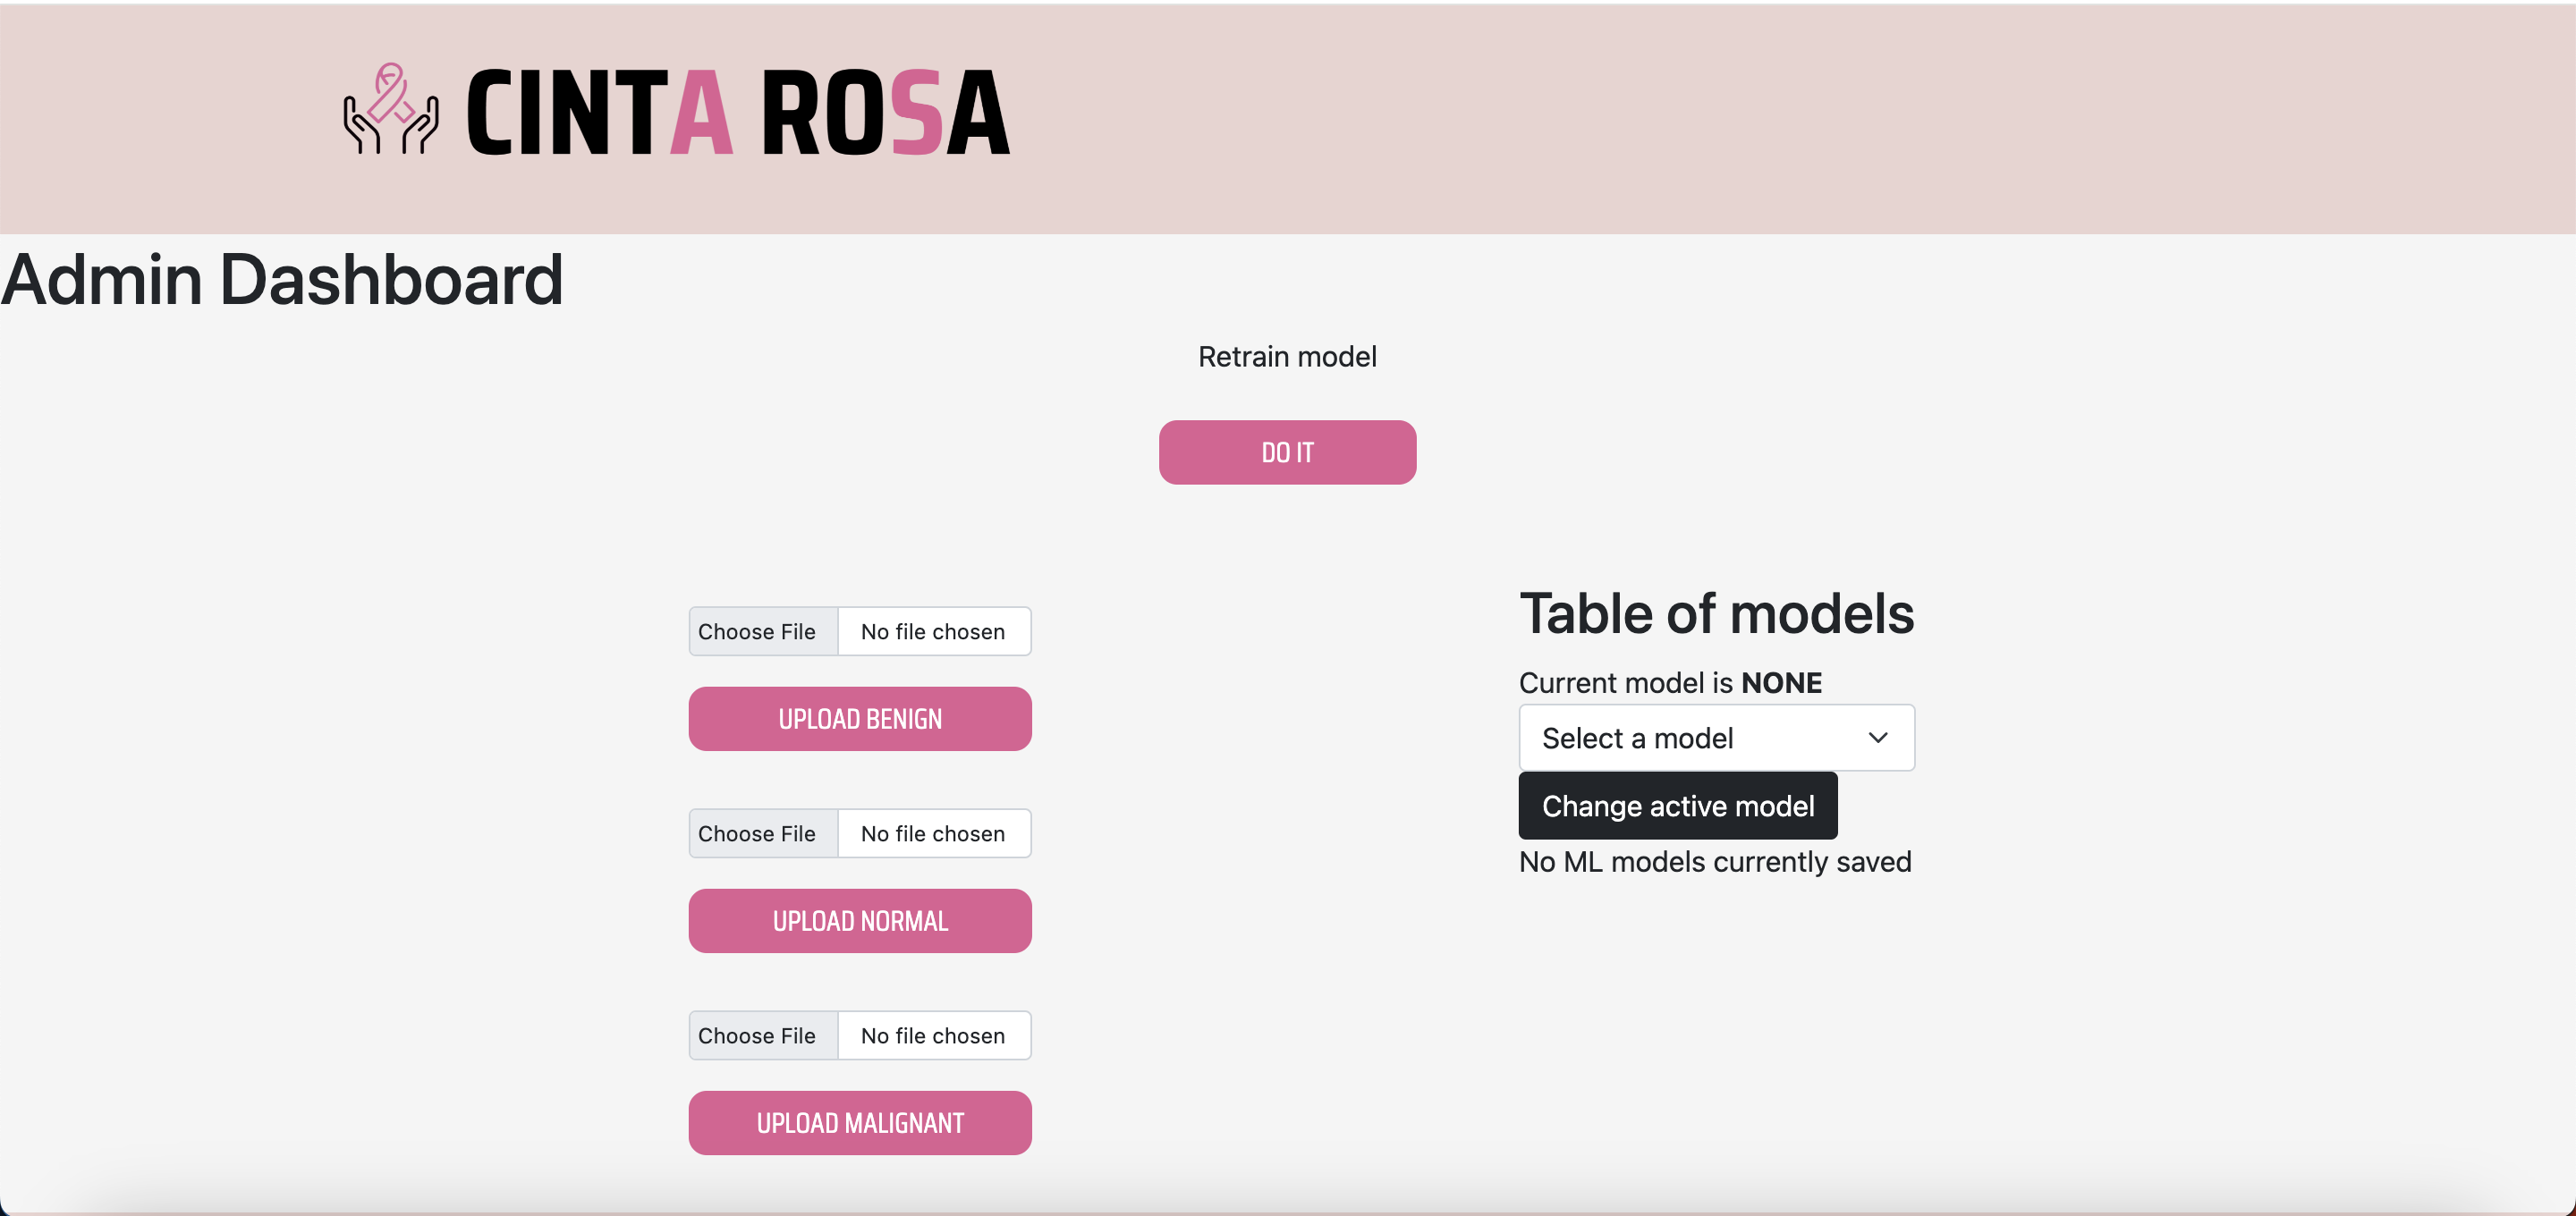 CINTA ROSA
Admin Dashboard
Retrain model
DO IT
Choose File No file chosen
UPLOAD BENIGN
Choose File No file chosen
UPLOAD NORMAL
Choose File No file chosen
UPLOAD MALIGNANT
Table of models
Current model is NONE
Select a model
Change active model
No ML models currently saved